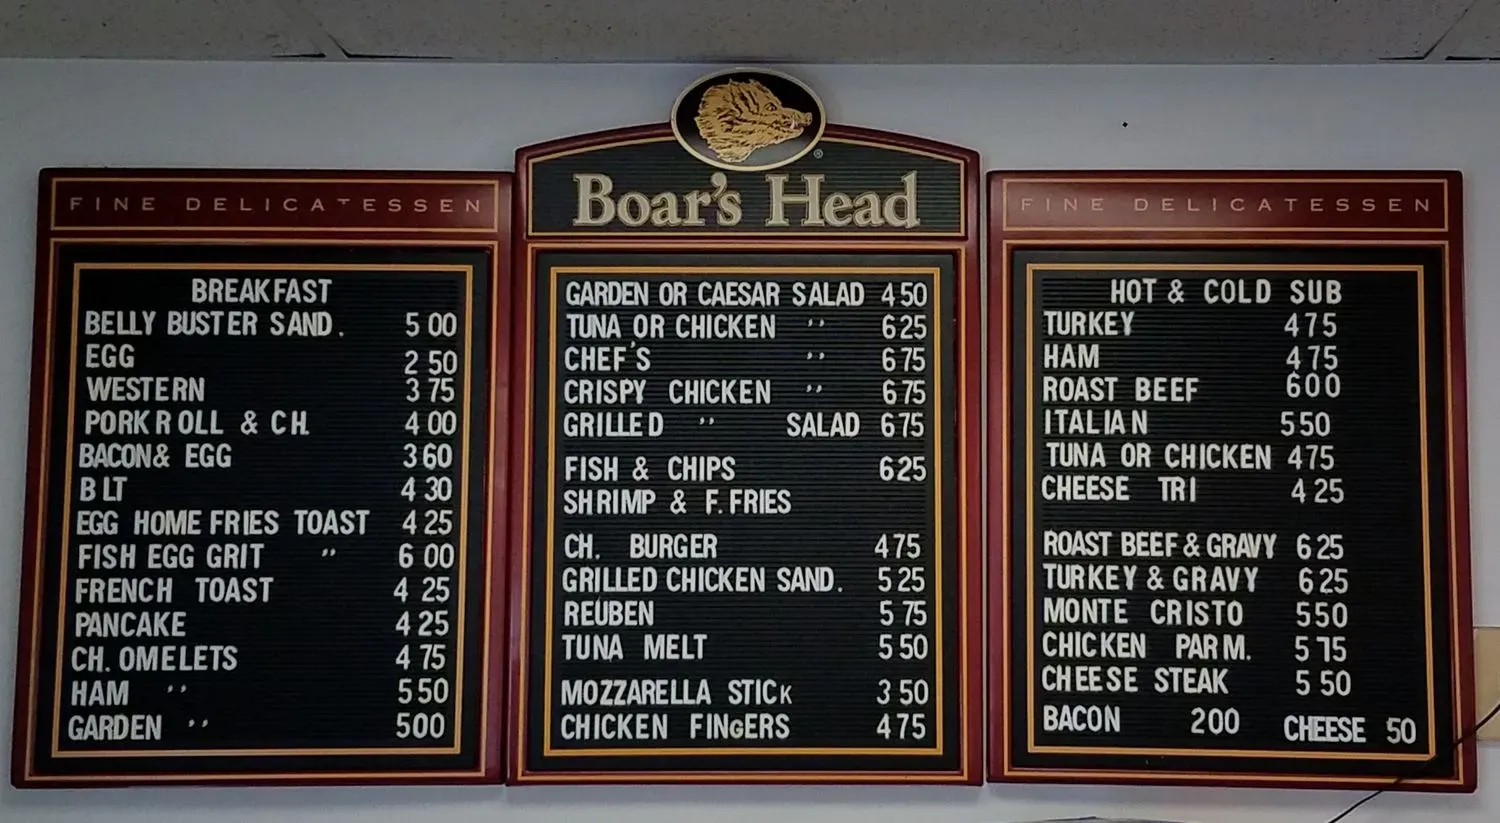 Boar's Head
®
FINE DELICATESSEN
BREAKFAST
BELLY BUSTER SAND. 5 00
EGG 2 50
WESTERN 3 75
PORK ROLL & CH. 4 00
BACON& EGG 3 60
BLT 4 30
EGG HOME FRIES TOAST 4 25
FISH EGG GRIT " 6 00
FRENCH TOAST 4 25
PANCAKE 4 25
CH. OMELETS 4 75
HAM " 5 50
GARDEN " 5 00
GARDEN OR CAESAR SALAD 4 50
TUNA OR CHICKEN " 6 25
CHEF'S " 6 75
CRISPY CHICKEN " 6 75
GRILLED " SALAD 6 75
FISH & CHIPS 6 25
SHRIMP & F. FRIES
CH. BURGER 4 75
GRILLED CHICKEN SAND. 5 25
REUBEN 5 75
TUNA MELT 5 50
MOZZARELLA STICK 3 50
CHICKEN FINGERS 4 75
FINE DELICATESSEN
HOT & COLD SUB
TURKEY 4 75
HAM 4 75
ROAST BEEF 6 00
ITALIAN 5 50
TUNA OR CHICKEN 4 75
CHEESE TRI 4 25
ROAST BEEF & GRAVY 6 25
TURKEY & GRAVY 6 25
MONTE CRISTO 5 50
CHICKEN PARM. 5 75
CHEESE STEAK 5 50
BACON 2 00 CHEESE 50